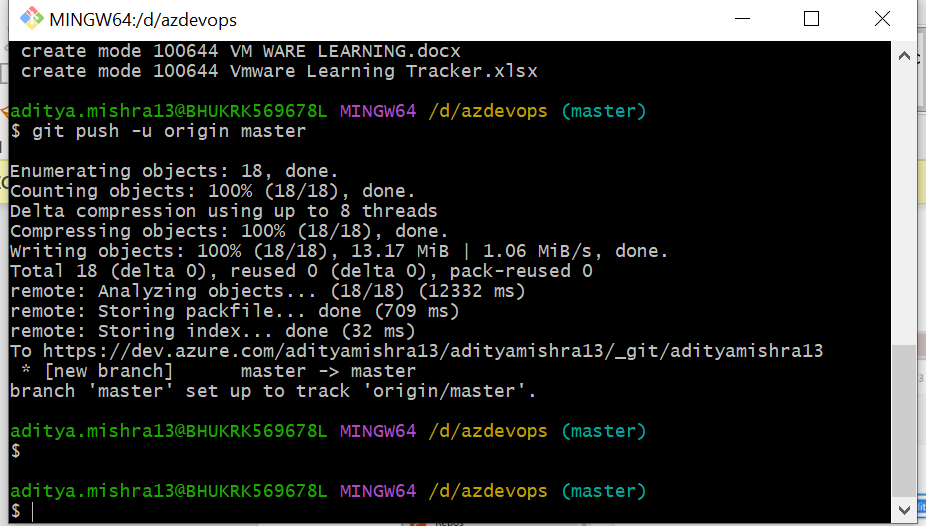 MINGW64:/d/azdevops
create mode 100644 VM WARE LEARNING.docx
create mode 100644 Vmware Learning Tracker.xlsx
aditya.mishra13@BHUKRK569678L MINGW64 /d/azdevops (master)
$ git push -u origin master
Enumerating objects: 18, done.
Counting objects: 100% (18/18), done.
Delta compression using up to 8 threads
Compressing objects: 100% (18/18), done.
Writing objects: 100% (18/18), 13.17 MiB | 1.06 MiB/s, done.
Total 18 (delta 0), reused 0 (delta 0), pack-reused 0
remote: Analyzing objects... (18/18) (12332 ms)
remote: Storing packfile... done (709 ms)
remote: Storing index... done (32 ms)
To https://dev.azure.com/adityamishra13/adityamishra13/_git/adityamishra13
* [new branch]      master -> master
branch 'master' set up to track 'origin/master'.
aditya.mishra13@BHUKRK569678L MINGW64 /d/azdevops (master)
$
aditya.mishra13@BHUKRK569678L MINGW64 /d/azdevops (master)
$